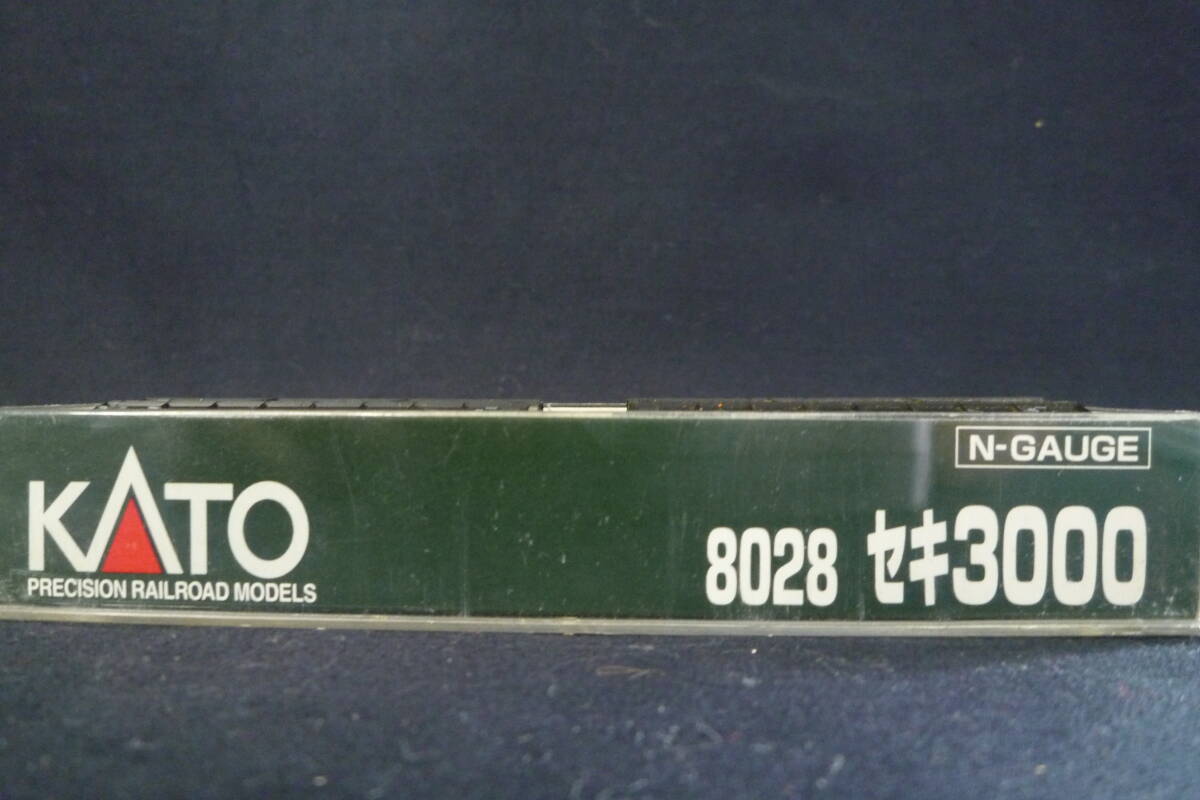 KATO
PRECISION RAILROAD MODELS
N-GAUGE
8028 セキ3000